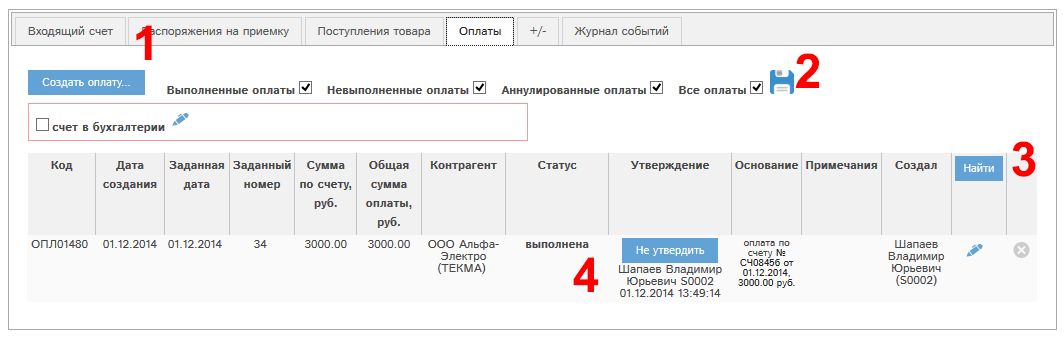 Входящий счет Распоряжения на приемку Поступления товара Оплаты +/- Журнал событий
1
2
Создать оплату... Выполненные оплаты Невыполненные оплаты Аннулированные оплаты Все оплаты
счет в бухгалтерии
3
Код Дата создания Заданная дата Заданный номер Сумма по счету, руб. Общая сумма оплаты, руб. Контрагент Статус Утверждение Основание Примечания Создал Найти
ОПЛ01480 01.12.2014 01.12.2014 34 3000.00 3000.00 ООО Альфа-
Электро
(ТЕКМА)
выполнена
4
Не утвердить
Шапаев Владимир
Юрьевич S0002
01.12.2014 13:49:14
оплата по
счету №
СЧ08456 от
01.12.2014,
3000.00 руб.
Шапаев
Владимир
Юрьевич
(S0002)